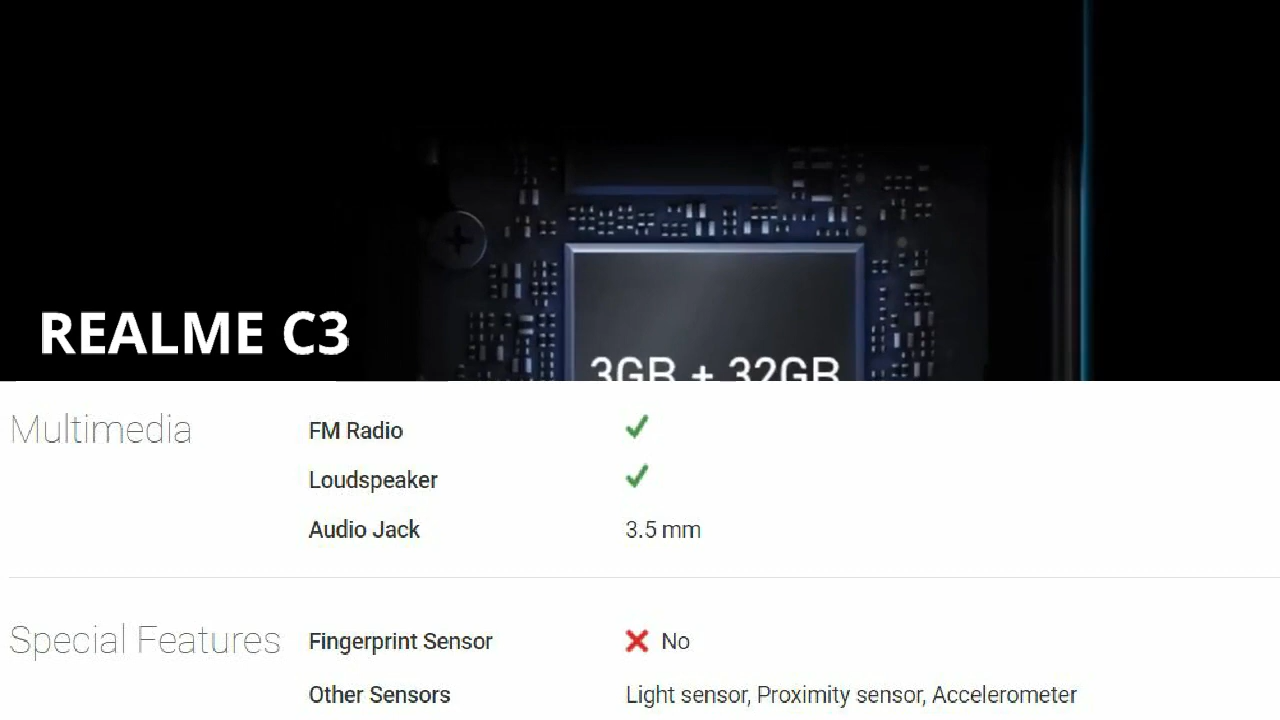 REALME C3
3GB + 32GB
Multimedia FM Radio
Loudspeaker
Audio Jack 3.5 mm
Special Features Fingerprint Sensor No
Other Sensors Light sensor, Proximity sensor, Accelerometer